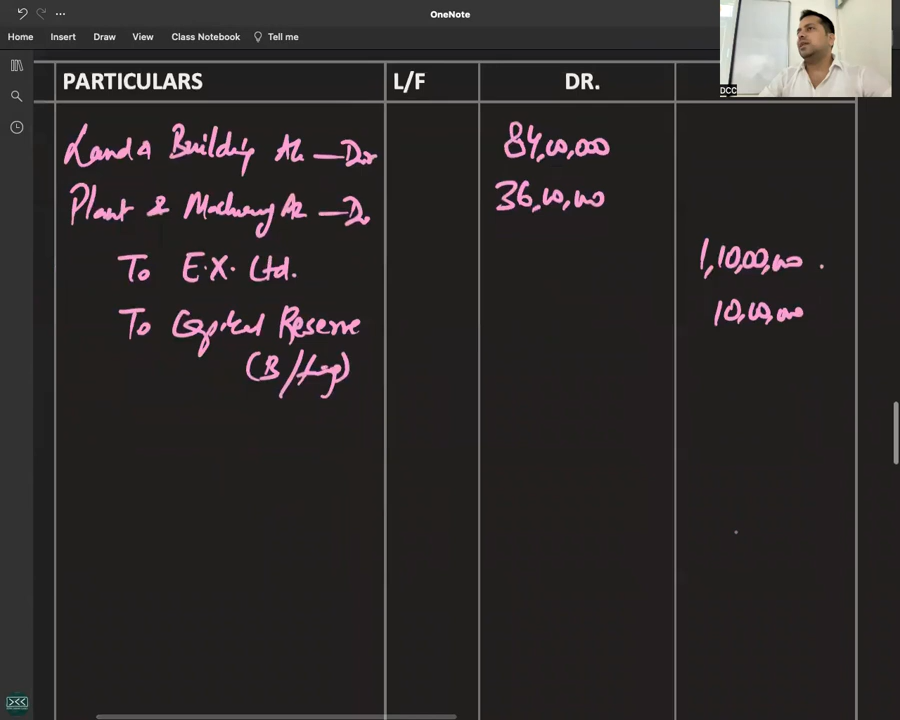 OneNote
Home Insert Draw View Class Notebook Tell me
DCC
PARTICULARS L/F DR.
Land & Building A/c — Dr 84,00,000
Plant & Machinery A/c — Dr 36,00,000
To E.X. Ltd. 1,10,00,000
To Capital Reserve 10,00,000
(B/fig)
DCC